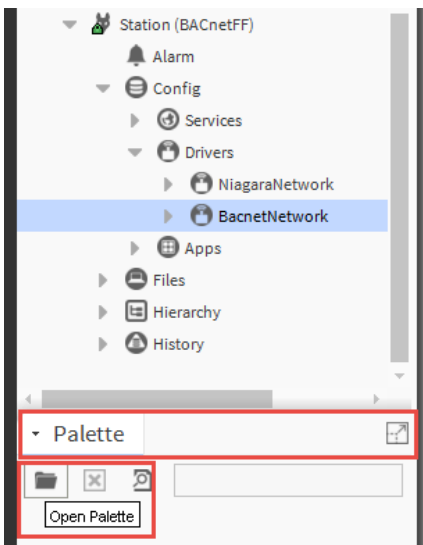 Station (BACnetFF)
Alarm
Config
Services
Drivers
NiagaraNetwork
BacnetNetwork
Apps
Files
Hierarchy
History
Palette
Open Palette